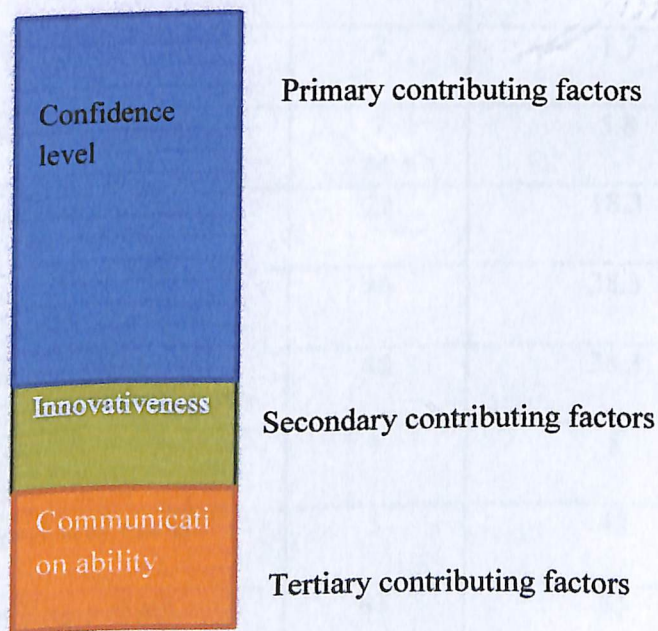 Primary contributing factors
Confidence
level
Innovativeness
Secondary contributing factors
Communicati
on ability
Tertiary contributing factors